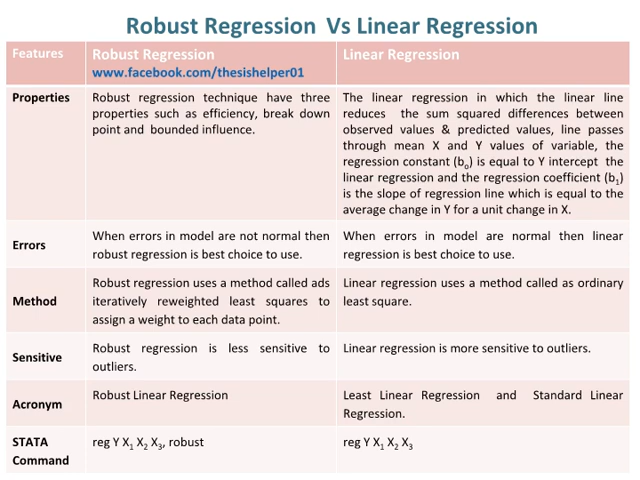 Robust Regression Vs Linear Regression
Features
Robust Regression
www.facebook.com/thesishelper01
Linear Regression
Properties
Robust regression technique have three
properties such as efficiency, break down
point and bounded influence.
The linear regression in which the linear line
reduces the sum squared differences between
observed values & predicted values, line passes
through mean X and Y values of variable, the
regression constant (b₀) is equal to Y intercept the
linear regression and the regression coefficient (b₁)
is the slope of regression line which is equal to the
average change in Y for a unit change in X.
Errors
When errors in model are not normal then
robust regression is best choice to use.
When errors in model are normal then linear
regression is best choice to use.
Method
Robust regression uses a method called ads
iteratively reweighted least squares to
assign a weight to each data point.
Linear regression uses a method called as ordinary
least square.
Sensitive
Robust regression is less sensitive to
outliers.
Linear regression is more sensitive to outliers.
Acronym
Robust Linear Regression
Least Linear Regression and Standard Linear
Regression.
STATA
Command
reg Y X₁ X₂ X₃, robust
reg Y X₁ X₂ X₃